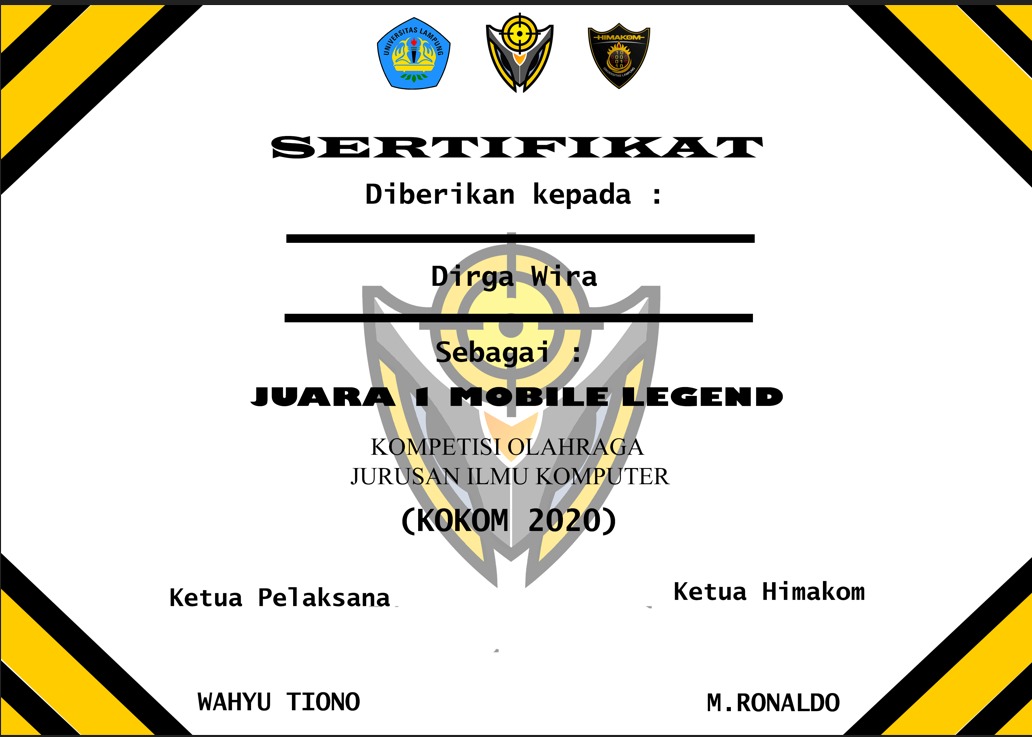 UNIVERSITAS LAMPUNG
HIMAKOM
SERTIFIKAT
Diberikan kepada :
Dirga Wira
Sebagai :
JUARA 1 MOBILE LEGEND
KOMPETISI OLAHRAGA
JURUSAN ILMU KOMPUTER
(KOKOM 2020)
Ketua Pelaksana
Ketua Himakom
WAHYU TIONO
M.RONALDO